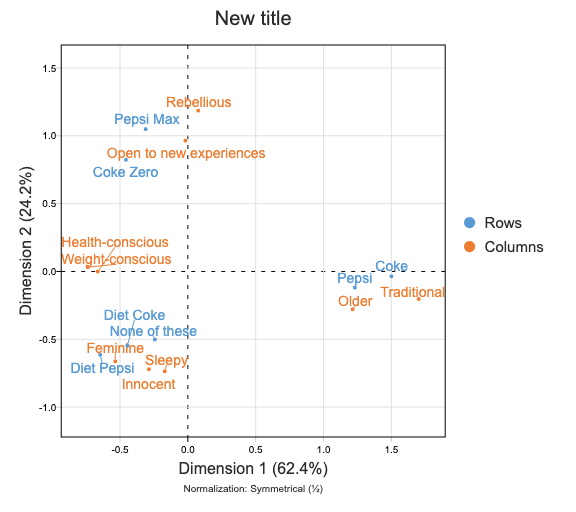 New title
1.5
1.0
0.5
0.0
-0.5
-1.0
Dimension 2 (24.2%)
Rebellious
Pepsi Max
Open to new experiences
Coke Zero
Health-conscious
Weight-conscious
Coke
Pepsi
Traditional
Older
Diet Coke
None of these
Feminine
Sleepy
Diet Pepsi
Innocent
Rows
Columns
-0.5
0.0
0.5
1.0
1.5
Dimension 1 (62.4%)
Normalization: Symmetrical (½)